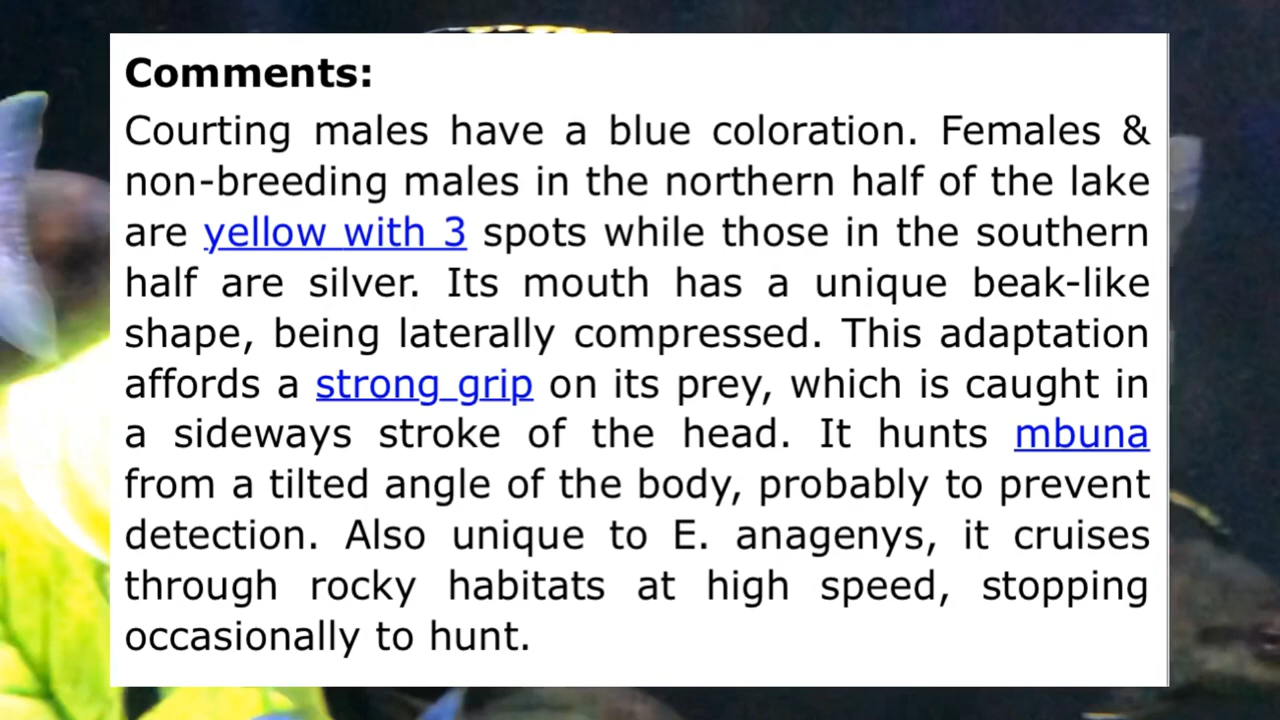 Comments:
Courting males have a blue coloration. Females &
non-breeding males in the northern half of the lake
are yellow with 3 spots while those in the southern
half are silver. Its mouth has a unique beak-like
shape, being laterally compressed. This adaptation
affords a strong grip on its prey, which is caught in
a sideways stroke of the head. It hunts mbuna
from a tilted angle of the body, probably to prevent
detection. Also unique to E. anagenys, it cruises
through rocky habitats at high speed, stopping
occasionally to hunt.